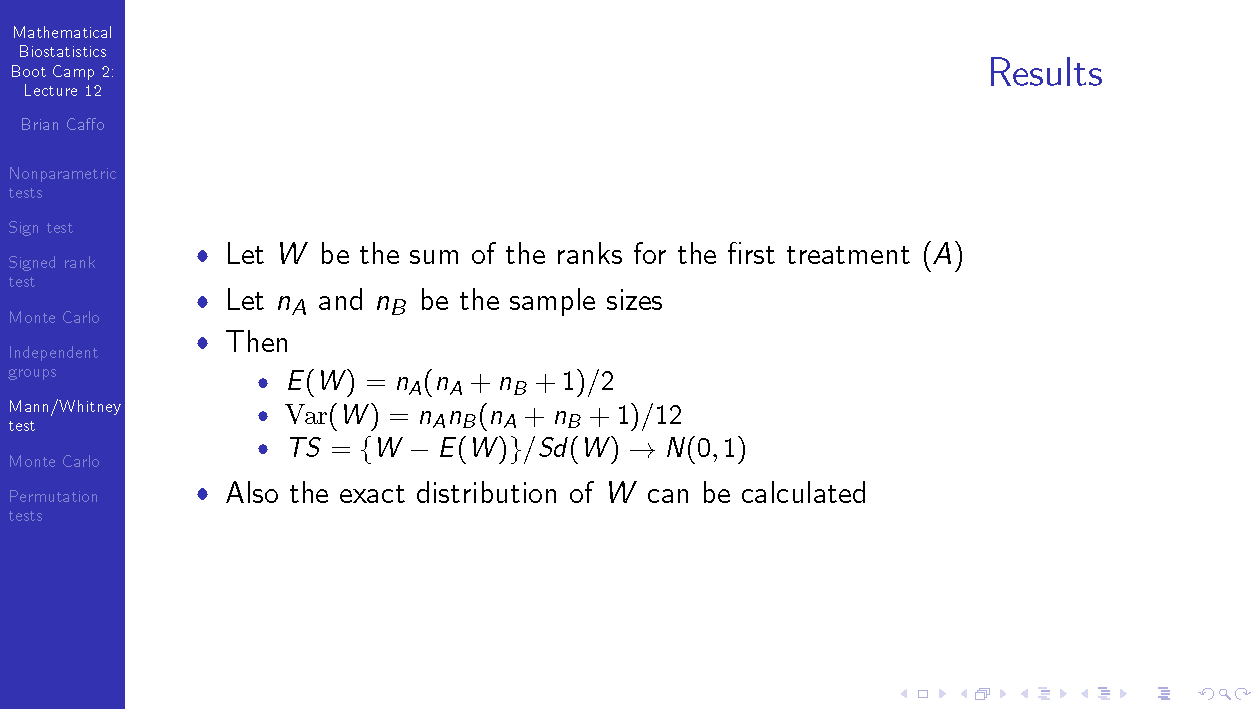 Mathematical
Biostatistics
Boot Camp 2:
Lecture 12
Brian Caffo
Nonparametric
tests
Sign test
Signed rank
test
Monte Carlo
Independent
groups
Mann/Whitney
test
Monte Carlo
Permutation
tests
Results
• Let W be the sum of the ranks for the first treatment (A)
• Let n_A and n_B be the sample sizes
• Then
• E(W) = n_A(n_A + n_B + 1)/2
• Var(W) = n_A n_B(n_A + n_B + 1)/12
• TS = {W − E(W)}/Sd(W) → N(0, 1)
• Also the exact distribution of W can be calculated